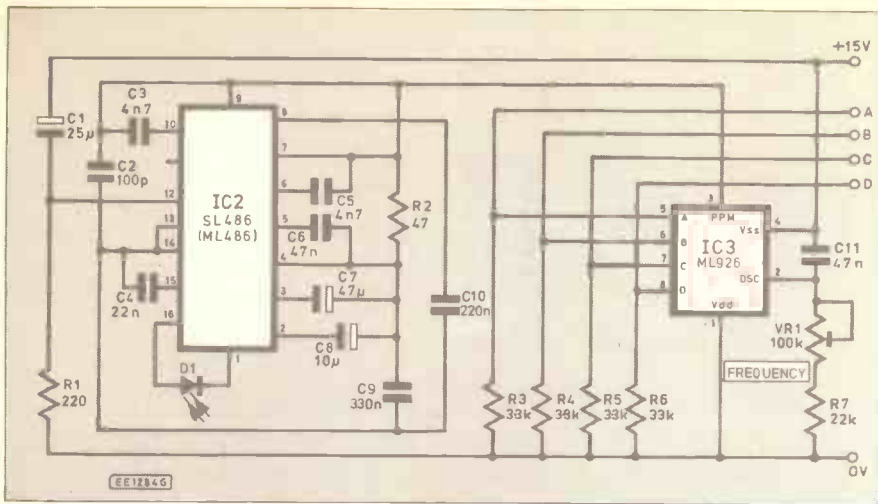 +15V
A
B
C
D
C3
4n7
C1
25µ
C2
100p
C4
22n
R1
220
D1
IC2
SL486
(ML486)
9
10
12
13
14
15
16
1
8
7
6
5
4
3
2
C5
4n7
C6
47n
C7
47µ
C8
10µ
R2
47
C9
330n
C10
220n
IC3
ML926
3
PPM
5 A
6 B
7 C
8 D
Vss 4
OSC 2
Vdd
1
C11
47n
VR1
100k
FREQUENCY
R3
33k
R4
33k
R5
33k
R6
33k
R7
22k
0V
EE1284G